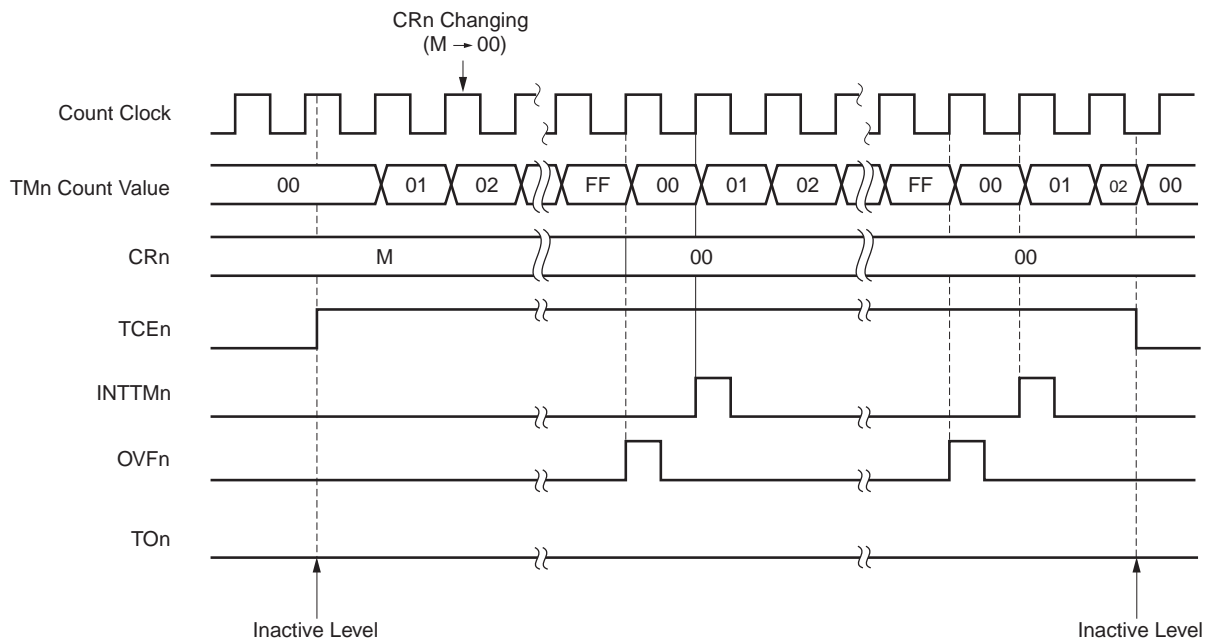 CRn Changing
(M → 00)
Count Clock
TMn Count Value 00 01 02 FF 00 01 02 FF 00 01 02 00
CRn M 00 00
TCEn
INTTMn
OVFn
TOn
Inactive Level Inactive Level